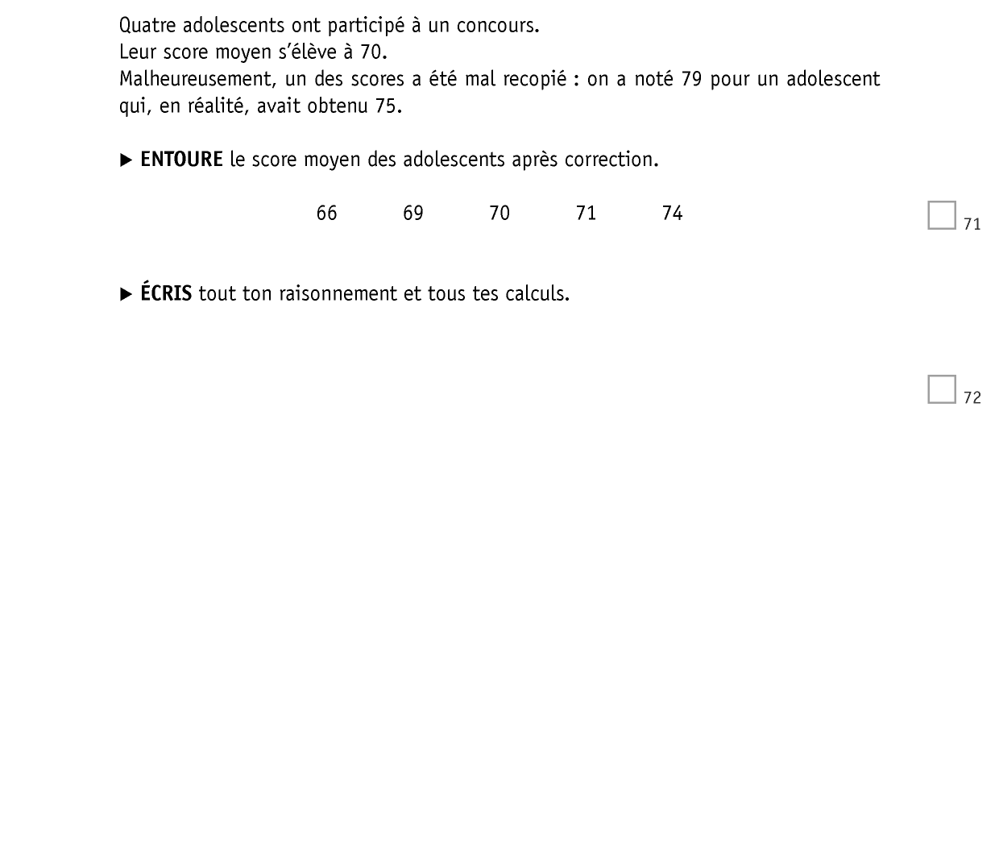 Quatre adolescents ont participé à un concours.
Leur score moyen s’élève à 70.
Malheureusement, un des scores a été mal recopié : on a noté 79 pour un adolescent
qui, en réalité, avait obtenu 75.
▶ ENTOURE le score moyen des adolescents après correction.
66 69 70 71 74
71
▶ ÉCRIS tout ton raisonnement et tous tes calculs.
72